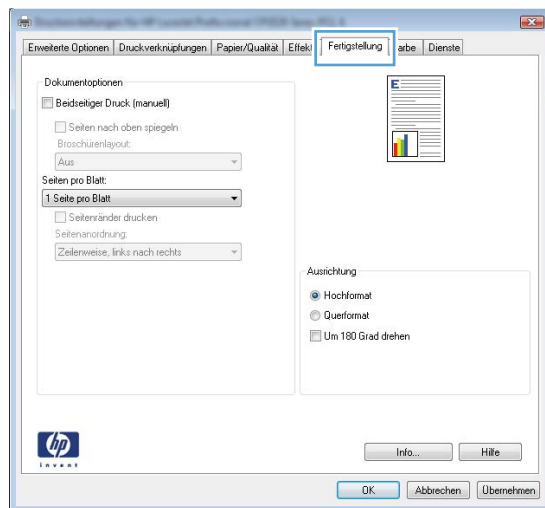 Erweiterte Optionen Druckverknüpfungen Papier/Qualität Effekt Fertigstellung arbe Dienste
Dokumentoptionen
Beidseitiger Druck (manuell)
Seiten nach oben spiegeln
Broschürenlayout:
Aus
Seiten pro Blatt:
1 Seite pro Blatt
Seitenränder drucken
Seitenanordnung:
Zeilenweise, links nach rechts
E
Ausrichtung
Hochformat
Querformat
Um 180 Grad drehen
hp
invent
Info... Hilfe
OK Abbrechen Übernehmen